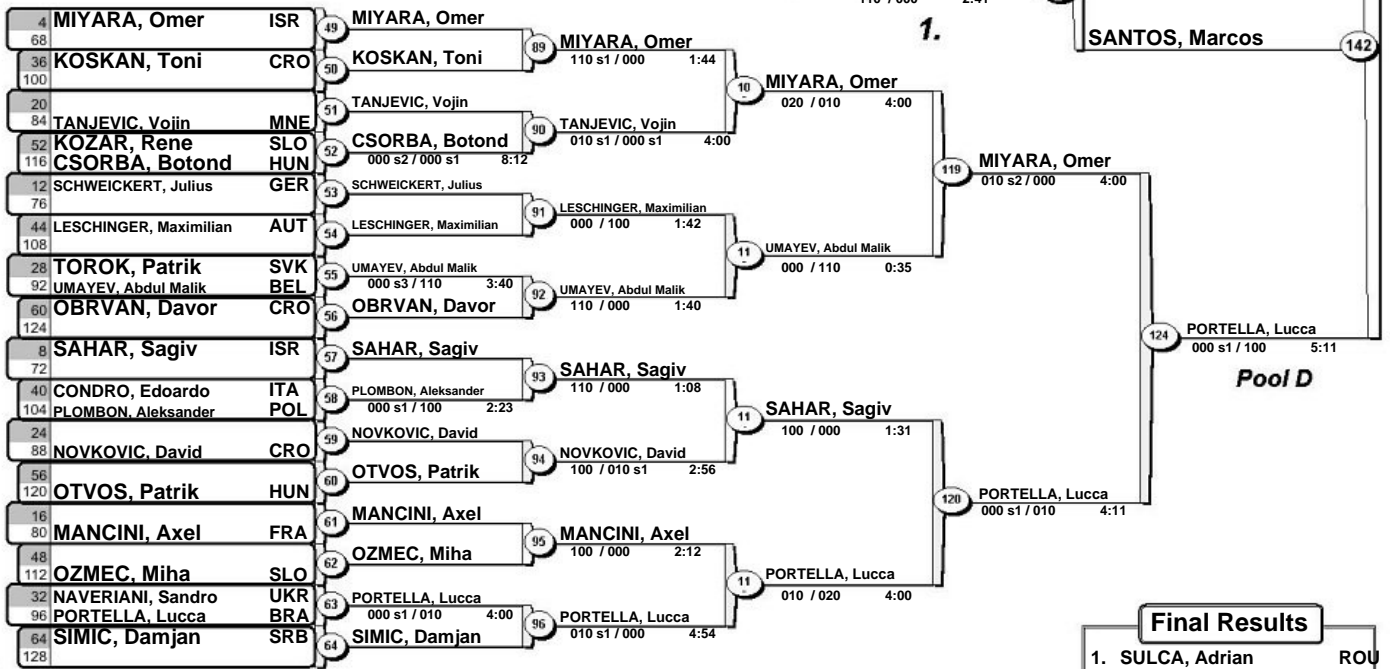 110 / 000 2:41
1.
SANTOS, Marcos
142
4 MIYARA, Omer ISR
68
36 KOSKAN, Toni CRO
100
20
84 TANJEVIC, Vojin MNE
52 KOZAR, Rene SLO
116 CSORBA, Botond HUN
12 SCHWEICKERT, Julius GER
76
44 LESCHINGER, Maximilian AUT
108
28 TOROK, Patrik SVK
92 UMAYEV, Abdul Malik BEL
60 OBRVAN, Davor CRO
124
8 SAHAR, Sagiv ISR
72
40 CONDRO, Edoardo ITA
104 PLOMBON, Aleksander POL
24
88 NOVKOVIC, David CRO
56
120 OTVOS, Patrik HUN
16
80 MANCINI, Axel FRA
48
112 OZMEC, Miha SLO
32 NAVERIANI, Sandro UKR
96 PORTELLA, Lucca BRA
64 SIMIC, Damjan SRB
128
49 MIYARA, Omer
50 KOSKAN, Toni
51 TANJEVIC, Vojin
52 CSORBA, Botond
000 s2 / 000 s1 8:12
53 SCHWEICKERT, Julius
54 LESCHINGER, Maximilian
55 UMAYEV, Abdul Malik
000 s3 / 110 3:40
56 OBRVAN, Davor
57 SAHAR, Sagiv
58 PLOMBON, Aleksander
000 s1 / 100 2:23
59 NOVKOVIC, David
60 OTVOS, Patrik
61 MANCINI, Axel
62 OZMEC, Miha
63 PORTELLA, Lucca
000 s1 / 010 4:00
64 SIMIC, Damjan
89 MIYARA, Omer
110 s1 / 000 1:44
90 TANJEVIC, Vojin
010 s1 / 000 s1 4:00
91 LESCHINGER, Maximilian
000 / 100 1:42
92 UMAYEV, Abdul Malik
110 / 000 1:40
93 SAHAR, Sagiv
110 / 000 1:08
94 NOVKOVIC, David
100 / 010 s1 2:56
95 MANCINI, Axel
100 / 000 2:12
96 PORTELLA, Lucca
010 s1 / 000 4:54
10 MIYARA, Omer
020 / 010 4:00
11 UMAYEV, Abdul Malik
000 / 110 0:35
11 SAHAR, Sagiv
100 / 000 1:31
11 PORTELLA, Lucca
010 / 020 4:00
119 MIYARA, Omer
010 s2 / 000 4:00
120 PORTELLA, Lucca
000 s1 / 010 4:11
124 PORTELLA, Lucca
000 s1 / 100 5:11
Pool D
Final Results
1. SULCA, Adrian ROU